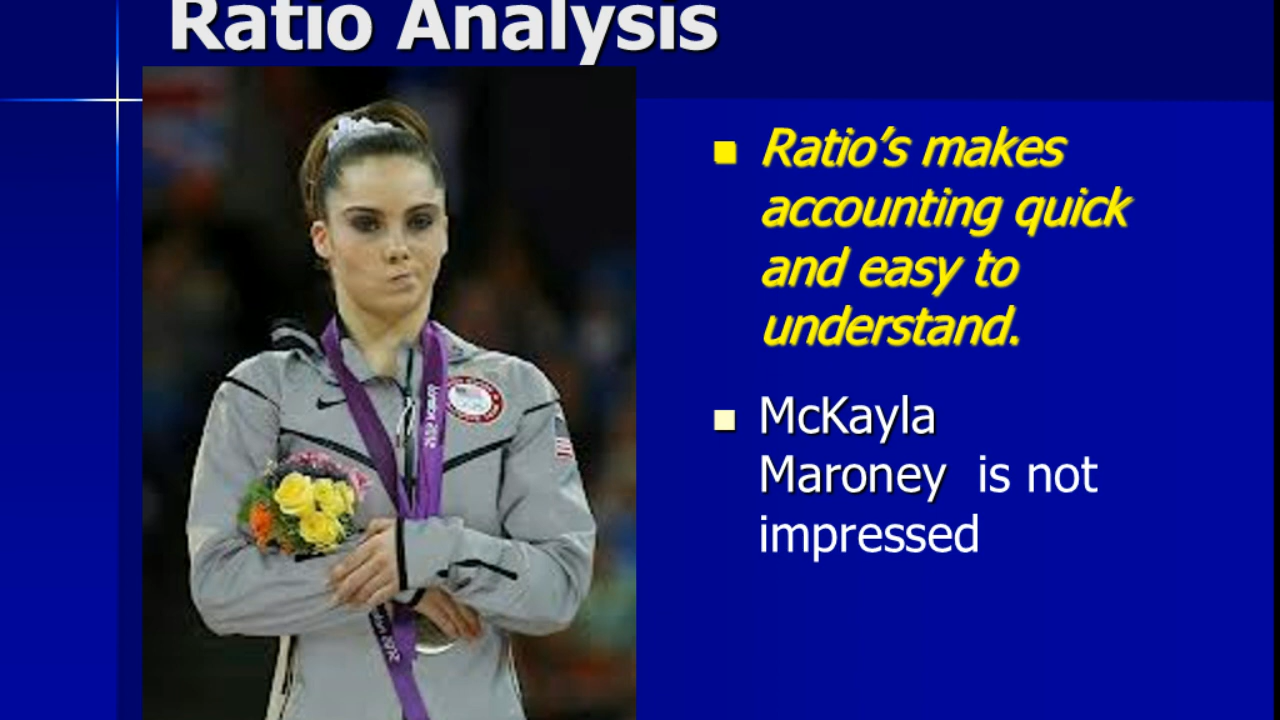 Ratio Analysis
Ratio's makes
accounting quick
and easy to
understand.
McKayla
Maroney is not
impressed